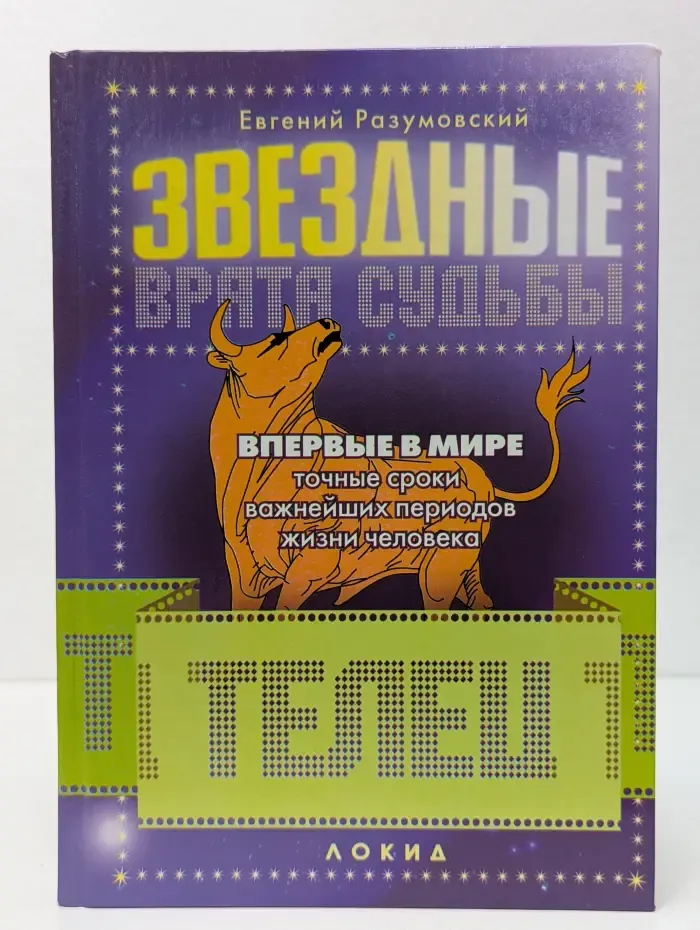 Евгений Разумовский
ЗВЕЗДНЫЕ
ВРАТА СУДЬБЫ
ВПЕРВЫЕ В МИРЕ
точные сроки
важнейших периодов
жизни человека
Т ТЕЛЕЦ Т
ЛОКИД